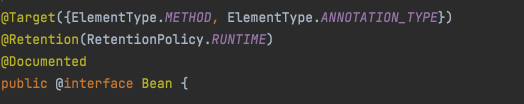 @Target({ElementType.METHOD, ElementType.ANNOTATION_TYPE})
@Retention(RetentionPolicy.RUNTIME)
@Documented
public @interface Bean {